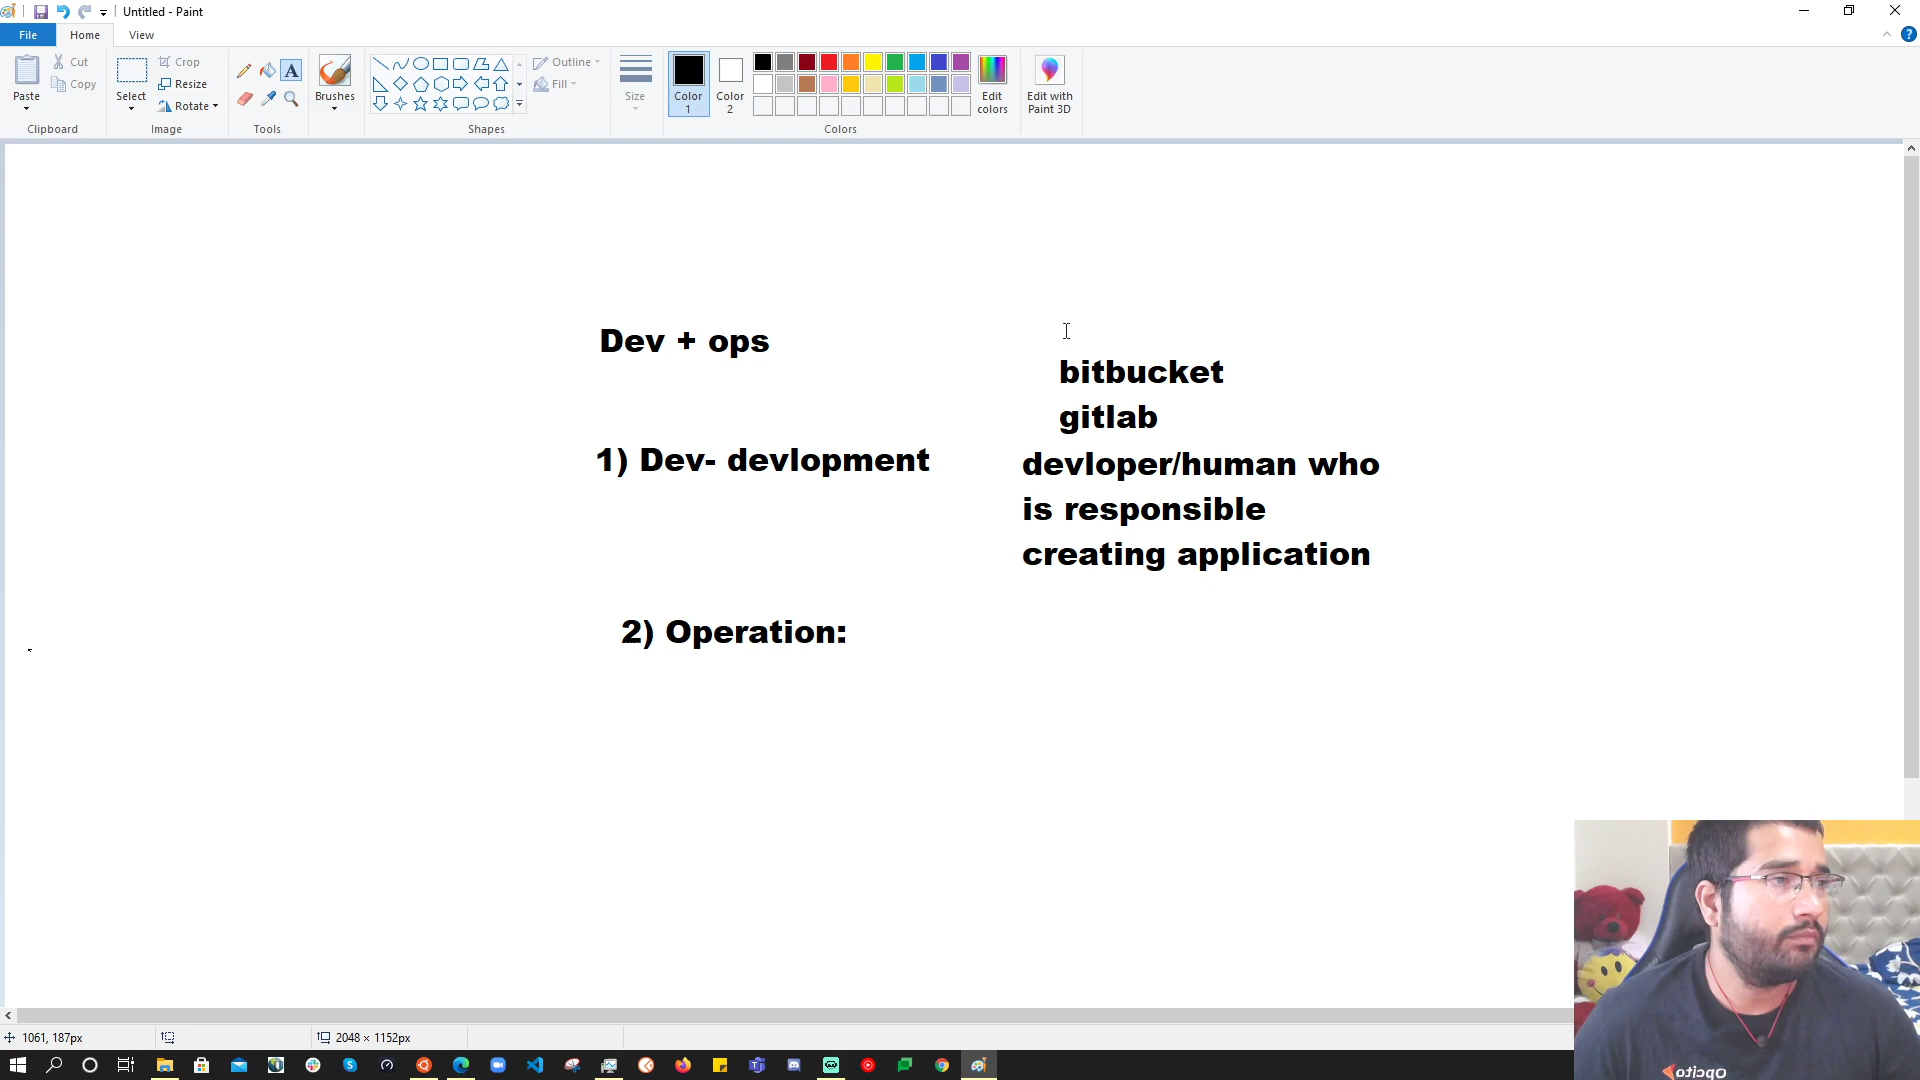 Untitled - Paint
File
Home
View
Paste
Cut
Copy
Clipboard
Select
Crop
Resize
Rotate
Image
Tools
Brushes
Shapes
Outline
Fill
Size
Color 1
Color 2
Edit colors
Colors
Edit with Paint 3D
Dev + ops
bitbucket
gitlab
1) Dev- devlopment
devloper/human who
is responsible
creating application
2) Operation:
1061, 187px
2048 × 1152px
Opcito